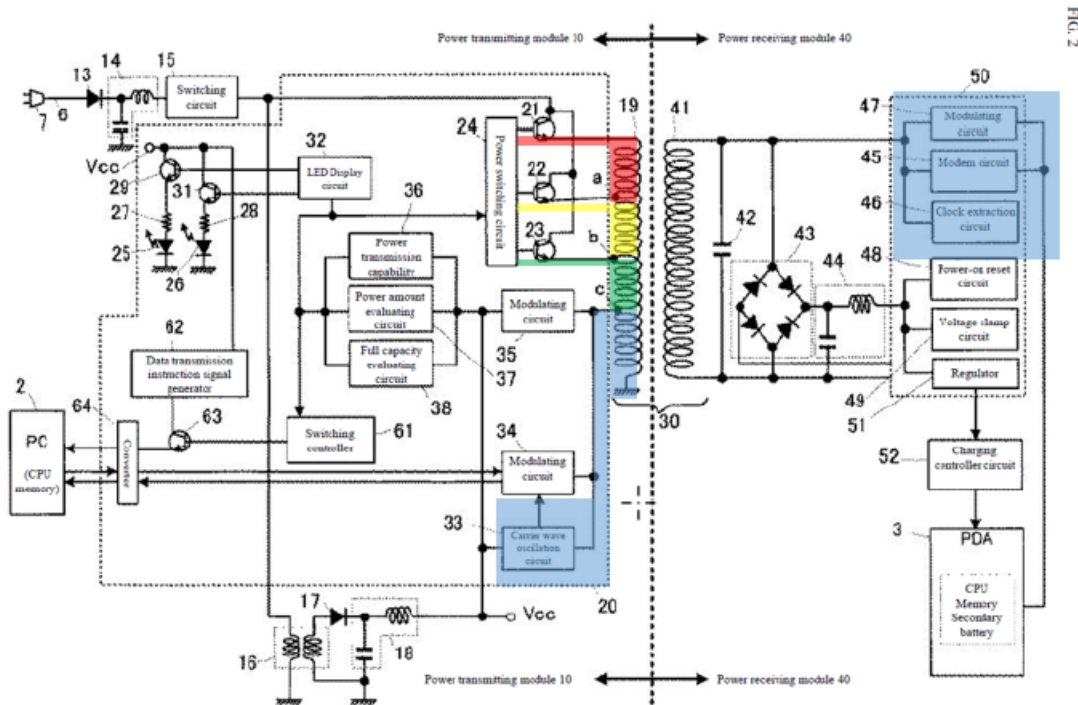 FIG. 2
Power transmitting module 10
Power receiving module 40
13
14
15
Switching
circuit
7
6
Vcc
29
31
27
28
25
26
32
LED Display
circuit
24
Power switching circuit
21
22
23
19
a
b
c
41
30
36
Power
transmission
capability
Power amount
evaluating circuit
37
Full capacity
evaluating
circuit
38
Modulating
circuit
35
62
Data transmission
instruction signal
generator
64
63
2
PC
(CPU
memory)
Converter
Switching
controller
61
34
Modulating
circuit
33
Carrier wave
oscillation
circuit
20
17
16
18
Vcc
42
43
44
50
47
Modulating
circuit
45
Modem circuit
46
Clock extraction
circuit
48
Power-on reset
circuit
Voltage clamp
circuit
49
Regulator
51
52
Charging
controller circuit
3
PDA
CPU
Memory
Secondary
battery
Power transmitting module 10
Power receiving module 40